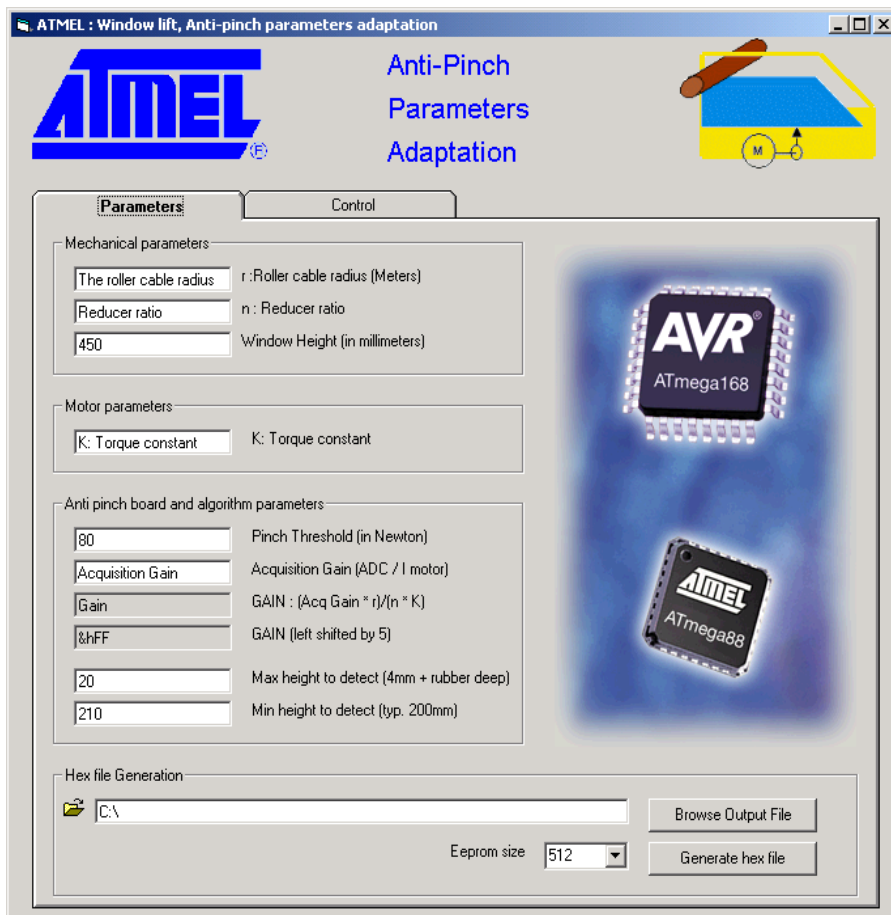 ATMEL : Window lift, Anti-pinch parameters adaptation
ATMEL
®
Anti-Pinch
Parameters
Adaptation
M
Parameters
Control
Mechanical parameters
The roller cable radius r :Roller cable radius (Meters)
Reducer ratio n : Reducer ratio
450 Window Height (in millimeters)
Motor parameters
K: Torque constant K: Torque constant
Anti pinch board and algorithm parameters
80 Pinch Threshold (in Newton)
Acquisition Gain Acquisition Gain (ADC / I motor)
Gain GAIN : (Acq Gain * r)/(n * K)
&hFF GAIN (left shifted by 5)
20 Max height to detect (4mm + rubber deep)
210 Min height to detect (typ. 200mm)
AVR®
ATmega168
ATMEL
ATmega88
Hex file Generation
C:\
Browse Output File
Eeprom size 512
Generate hex file